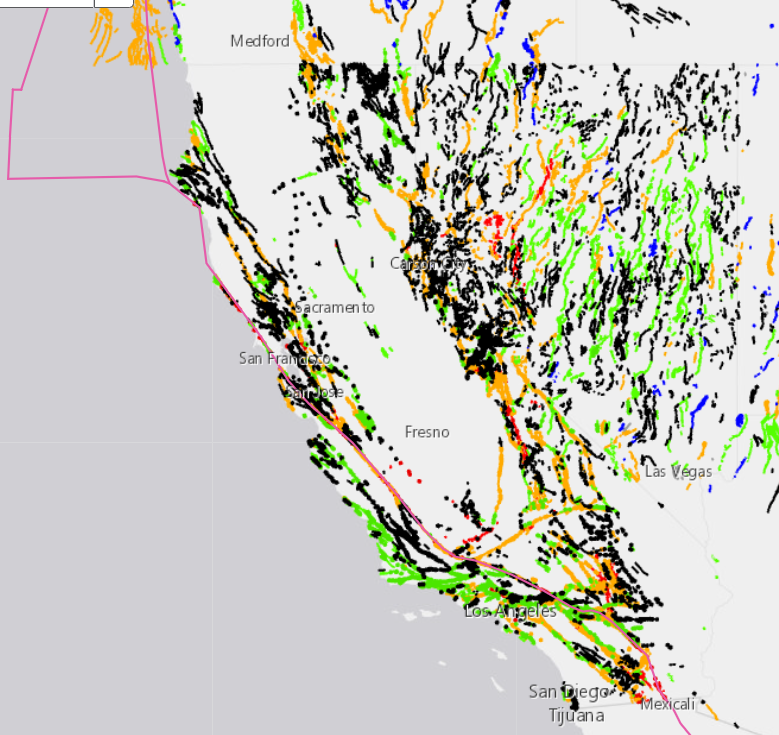 Medford
Carson City
Sacramento
San Francisco
San Jose
Fresno
Las Vegas
Los Angeles
San Diego
Mexicali
Tijuana